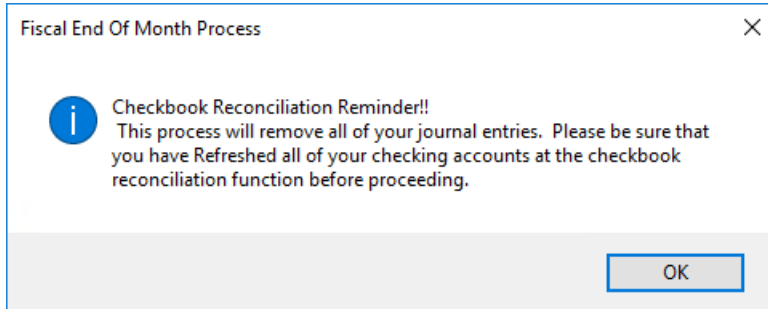 Fiscal End Of Month Process
Checkbook Reconciliation Reminder!!
This process will remove all of your journal entries.  Please be sure that
you have Refreshed all of your checking accounts at the checkbook
reconciliation function before proceeding.
OK